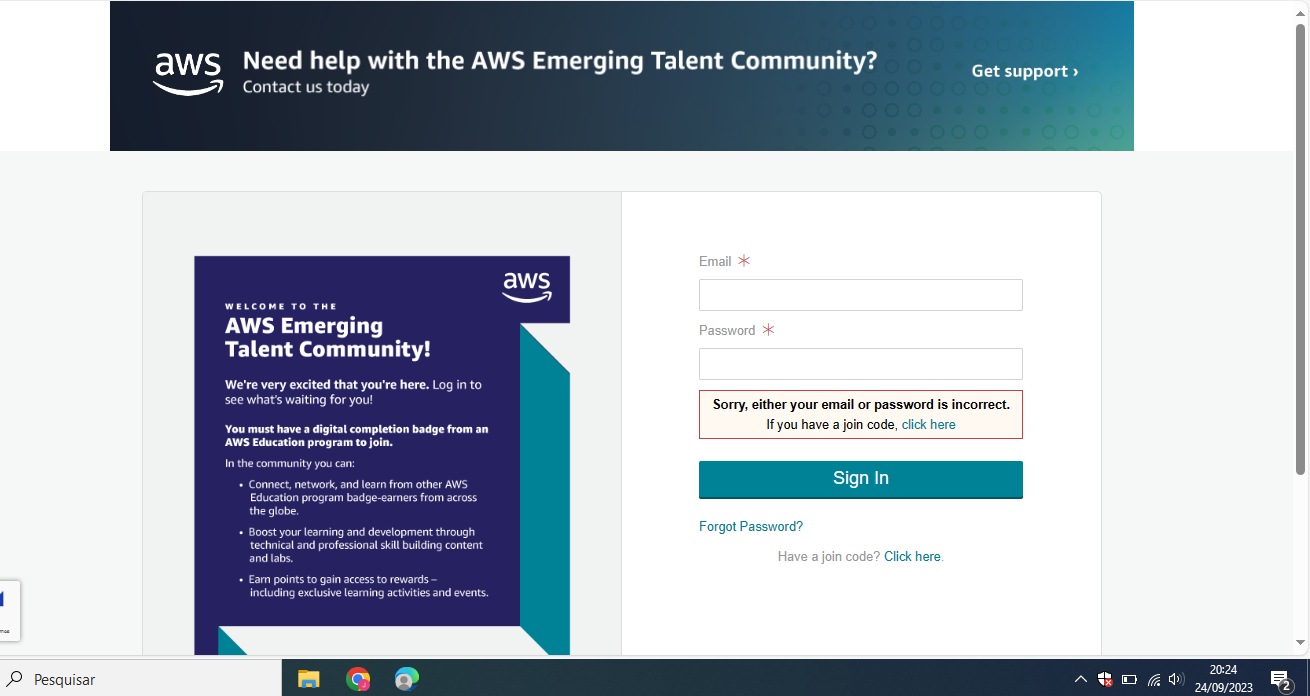 aws
Need help with the AWS Emerging Talent Community?
Contact us today
Get support ›
aws
WELCOME TO THE
AWS Emerging
Talent Community!
We're very excited that you're here. Log in to
see what's waiting for you!
You must have a digital completion badge from an
AWS Education program to join.
In the community you can:
• Connect, network, and learn from other AWS
Education program badge-earners from across
the globe.
• Boost your learning and development through
technical and professional skill building content
and labs.
• Earn points to gain access to rewards –
including exclusive learning activities and events.
Email *
Password *
Sorry, either your email or password is incorrect.
If you have a join code, click here
Sign In
Forgot Password?
Have a join code? Click here.
Pesquisar
20:24
24/09/2023
2